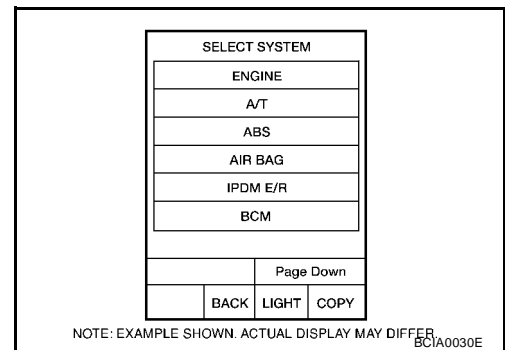 SELECT SYSTEM
ENGINE
A/T
ABS
AIR BAG
IPDM E/R
BCM
Page Down
BACK LIGHT COPY
NOTE: EXAMPLE SHOWN. ACTUAL DISPLAY MAY DIFFER.
BCIA0030E